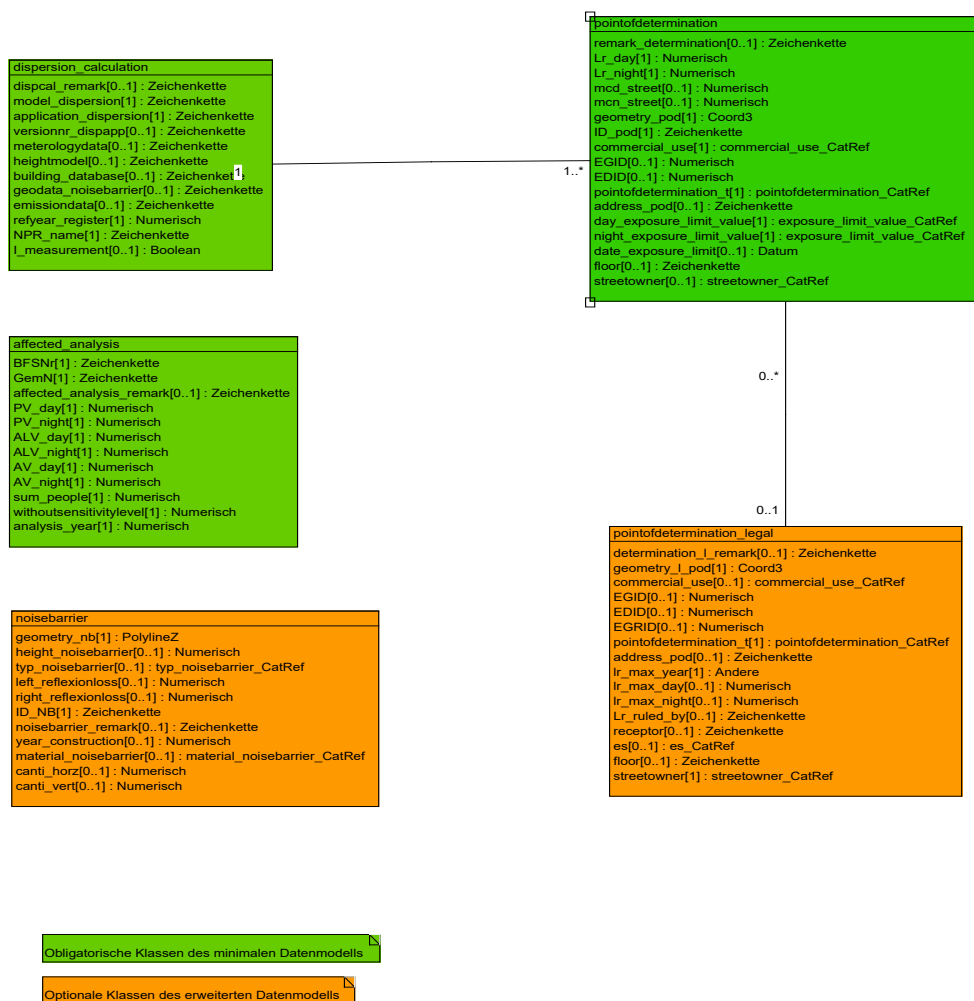 dispersion_calculation
dispcal_remark[0..1] : Zeichenkette
model_dispersion[1] : Zeichenkette
application_dispersion[1] : Zeichenkette
versionnr_dispapp[0..1] : Zeichenkette
meterologydata[0..1] : Zeichenkette
heightmodel[0..1] : Zeichenkette
building_database[0..1] : Zeichenkette
geodata_noisebarrier[0..1] : Zeichenkette
emissiondata[0..1] : Zeichenkette
refyear_register[1] : Numerisch
NPR_name[1] : Zeichenkette
I_measurement[0..1] : Boolean
1
1..*
pointofdetermination
remark_determination[0..1] : Zeichenkette
Lr_day[1] : Numerisch
Lr_night[1] : Numerisch
mcd_street[0..1] : Numerisch
mcn_street[0..1] : Numerisch
geometry_pod[1] : Coord3
ID_pod[1] : Zeichenkette
commercial_use[1] : commercial_use_CatRef
EGID[0..1] : Numerisch
EDID[0..1] : Numerisch
pointofdetermination_t[1] : pointofdetermination_CatRef
address_pod[0..1] : Zeichenkette
day_exposure_limit_value[1] : exposure_limit_value_CatRef
night_exposure_limit_value[1] : exposure_limit_value_CatRef
date_exposure_limit[0..1] : Datum
floor[0..1] : Zeichenkette
streetowner[0..1] : streetowner_CatRef
0..*
0..1
affected_analysis
BFSNr[1] : Zeichenkette
GemN[1] : Zeichenkette
affected_analysis_remark[0..1] : Zeichenkette
PV_day[1] : Numerisch
PV_night[1] : Numerisch
ALV_day[1] : Numerisch
ALV_night[1] : Numerisch
AV_day[1] : Numerisch
AV_night[1] : Numerisch
sum_people[1] : Numerisch
withoutsensitivitylevel[1] : Numerisch
analysis_year[1] : Numerisch
pointofdetermination_legal
determination_l_remark[0..1] : Zeichenkette
geometry_l_pod[1] : Coord3
commercial_use[0..1] : commercial_use_CatRef
EGID[0..1] : Numerisch
EDID[0..1] : Numerisch
EGRID[0..1] : Numerisch
pointofdetermination_t[1] : pointofdetermination_CatRef
address_pod[0..1] : Zeichenkette
lr_max_year[1] : Andere
lr_max_day[0..1] : Numerisch
lr_max_night[0..1] : Numerisch
Lr_ruled_by[0..1] : Zeichenkette
receptor[0..1] : Zeichenkette
es[0..1] : es_CatRef
floor[0..1] : Zeichenkette
streetowner[1] : streetowner_CatRef
noisebarrier
geometry_nb[1] : PolylineZ
height_noisebarrier[0..1] : Numerisch
typ_noisebarrier[0..1] : typ_noisebarrier_CatRef
left_reflexionloss[0..1] : Numerisch
right_reflexionloss[0..1] : Numerisch
ID_NB[1] : Zeichenkette
noisebarrier_remark[0..1] : Zeichenkette
year_construction[0..1] : Numerisch
material_noisebarrier[0..1] : material_noisebarrier_CatRef
canti_horz[0..1] : Numerisch
canti_vert[0..1] : Numerisch
Obligatorische Klassen des minimalen Datenmodells
Optionale Klassen des erweiterten Datenmodells